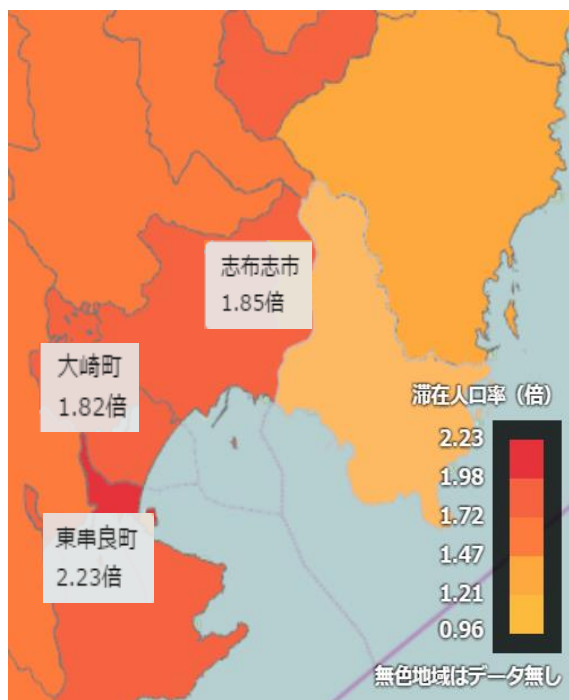 志布志市
1.85倍
大崎町
1.82倍
東串良町
2.23倍
滞在人口率（倍）
2.23
1.98
1.72
1.47
1.21
0.96
無色地域はデータ無し